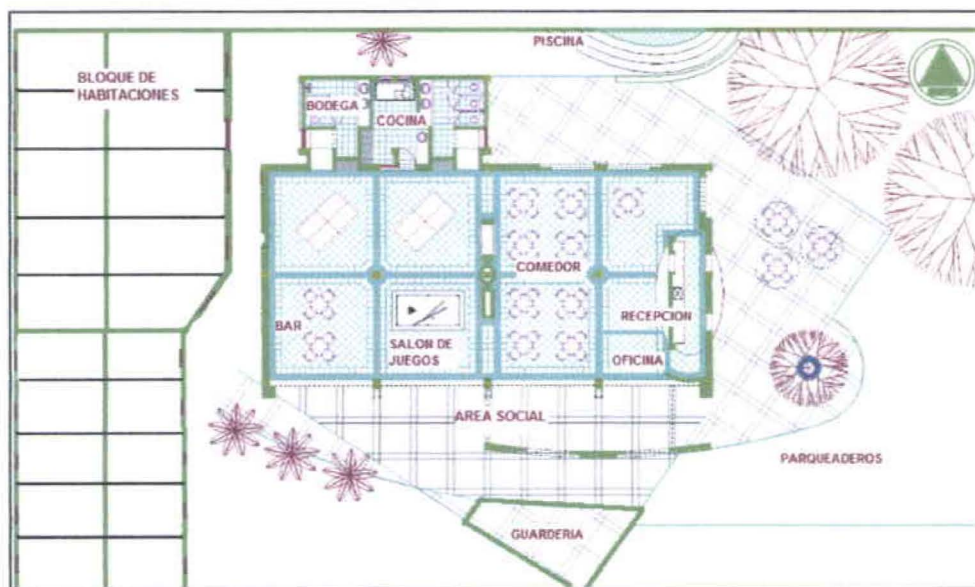 PISCINA
BLOQUE DE
HABITACIONES
BODEGA
COCINA
COMEDOR
RECEPCION
BAR
SALON DE
JUEGOS
OFICINA
AREA SOCIAL
PARQUEADEROS
GUARDERIA